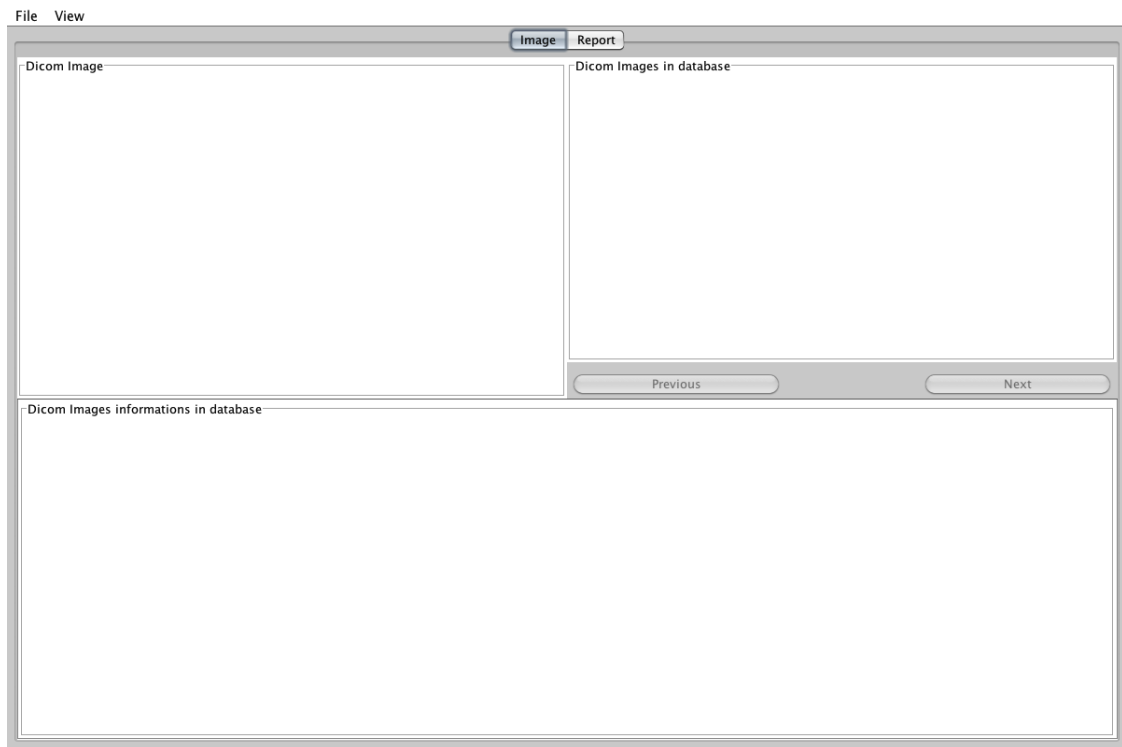 File View
Image Report
Dicom Image
Dicom Images in database
Previous Next
Dicom Images informations in database